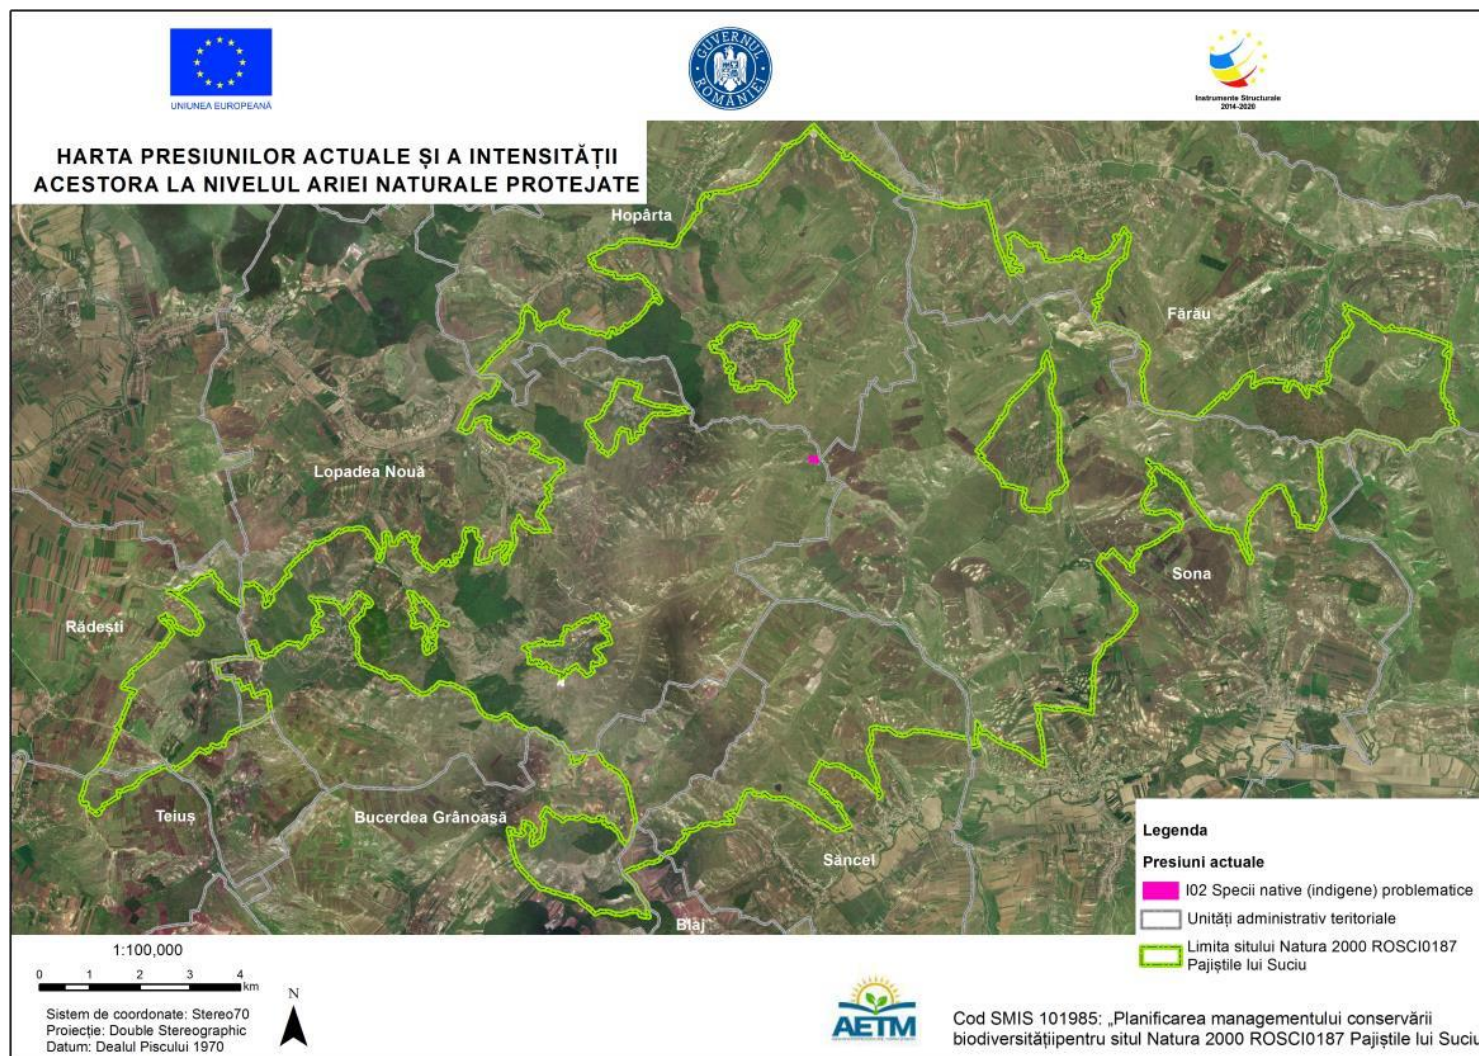 UNIUNEA EUROPEANĂ
GUVERNUL ROMÂNIEI
Instrumente Structurale
2014-2020
HARTA PRESIUNILOR ACTUALE ȘI A INTENSITĂȚII
ACESTORA LA NIVELUL ARIEI NATURALE PROTEJATE
Hopârta
Fărău
Lopadea Nouă
Sona
Rădești
Teiuș
Bucerdea Grânoasă
Sâncel
Blaj
Legenda
Presiuni actuale
I02 Specii native (indigene) problematice
Unități administrativ teritoriale
Limita sitului Natura 2000 ROSCI0187
Pajiștile lui Suciu
1:100,000
0 1 2 3 4
km
N
Sistem de coordonate: Stereo70
Proiecție: Double Stereographic
Datum: Dealul Piscului 1970
AETM
Cod SMIS 101985: „Planificarea managementului conservării
biodiversitățiipentru situl Natura 2000 ROSCI0187 Pajiștile lui Suciu